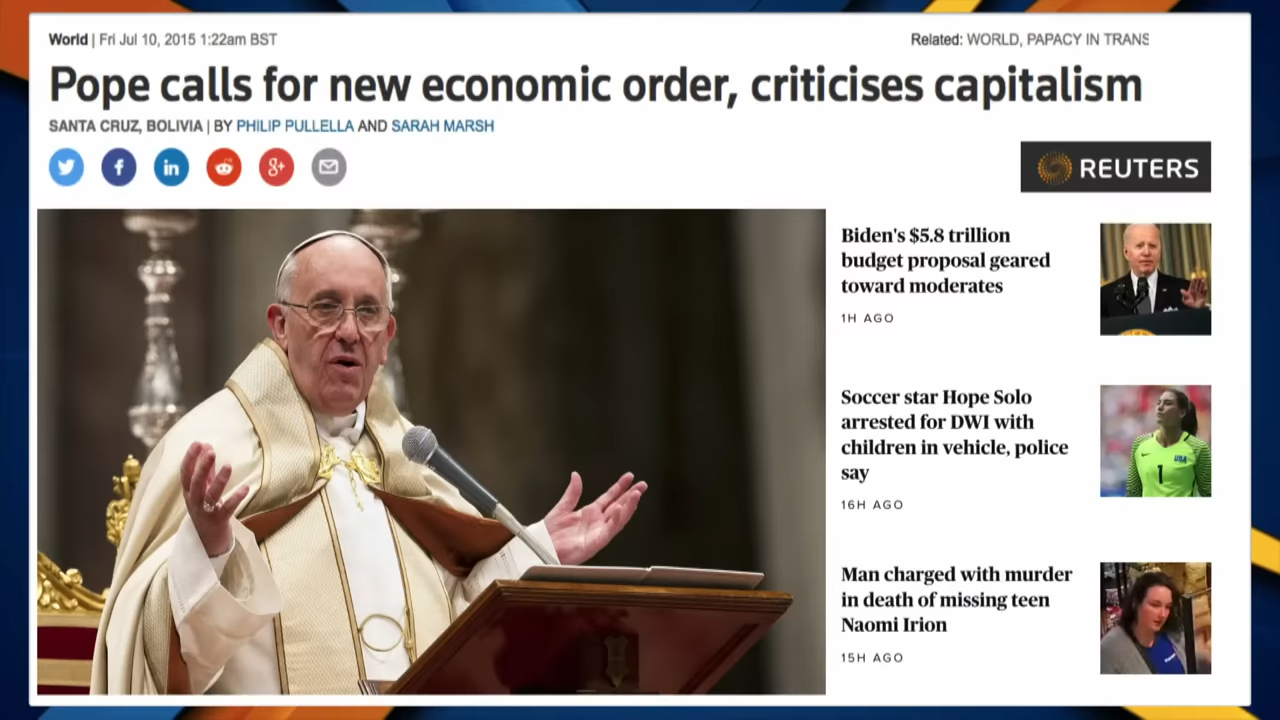 World | Fri Jul 10, 2015 1:22am BST
Related: WORLD, PAPACY IN TRANS
Pope calls for new economic order, criticises capitalism
SANTA CRUZ, BOLIVIA | BY PHILIP PULLELLA AND SARAH MARSH
REUTERS
Biden's $5.8 trillion
budget proposal geared
toward moderates
1H AGO
Soccer star Hope Solo
arrested for DWI with
children in vehicle, police
say
16H AGO
Man charged with murder
in death of missing teen
Naomi Irion
15H AGO
f
in
g+
USA
1